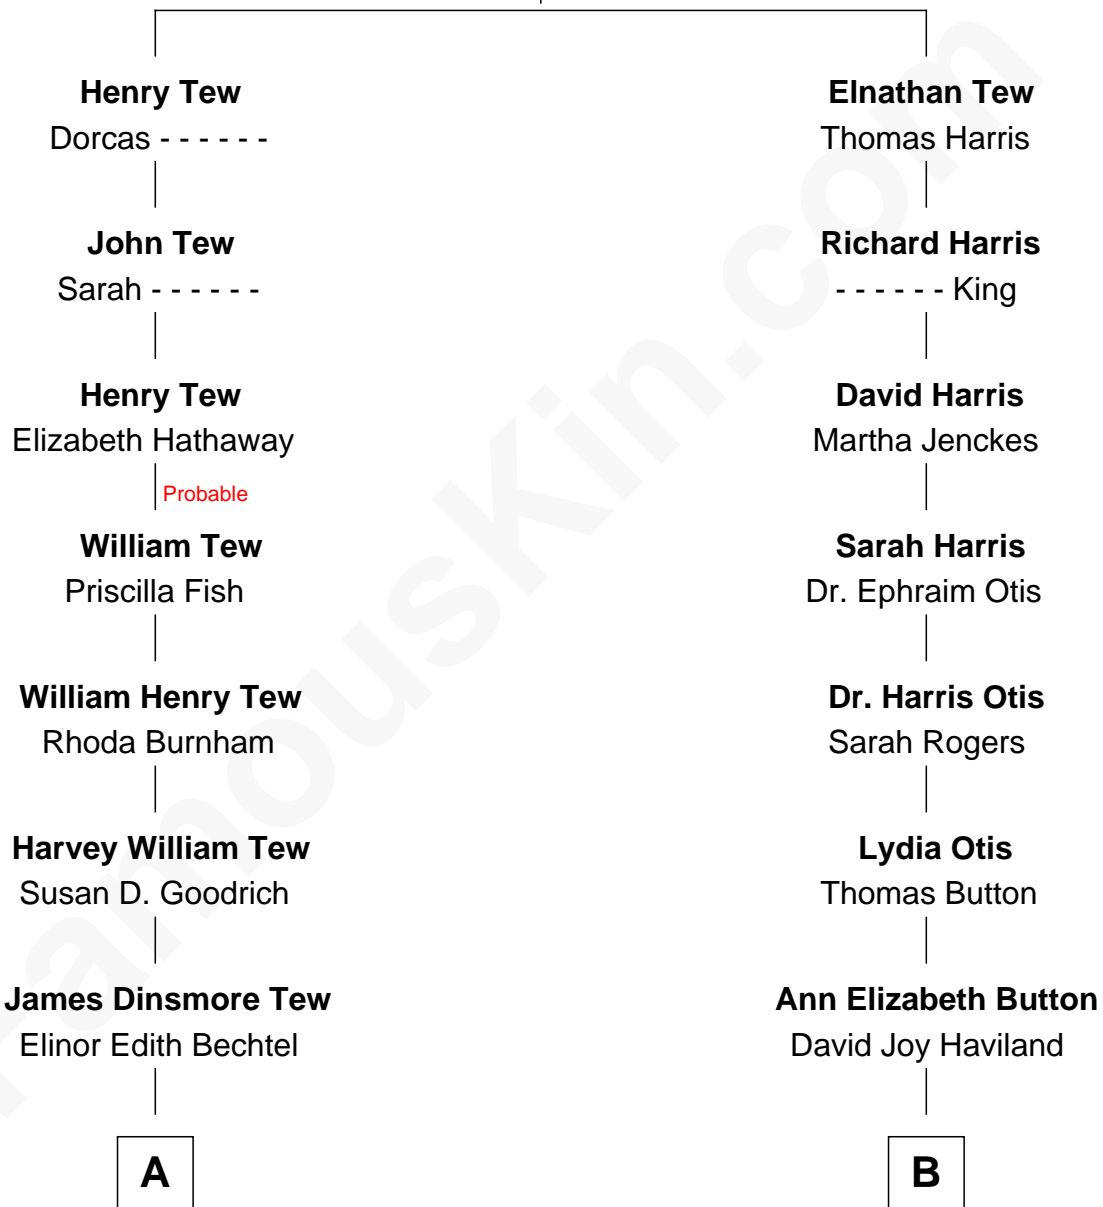 Henry Tew
Dorcas - - - - - -
John Tew
Sarah - - - - - -
Henry Tew
Elizabeth Hathaway
Probable
William Tew
Priscilla Fish
William Henry Tew
Rhoda Burnham
Harvey William Tew
Susan D. Goodrich
James Dinsmore Tew
Elinor Edith Bechtel
A
Elnathan Tew
Thomas Harris
Richard Harris
- - - - - - King
David Harris
Martha Jenckes
Sarah Harris
Dr. Ephraim Otis
Dr. Harris Otis
Sarah Rogers
Lydia Otis
Thomas Button
Ann Elizabeth Button
David Joy Haviland
B
FamousKin.com